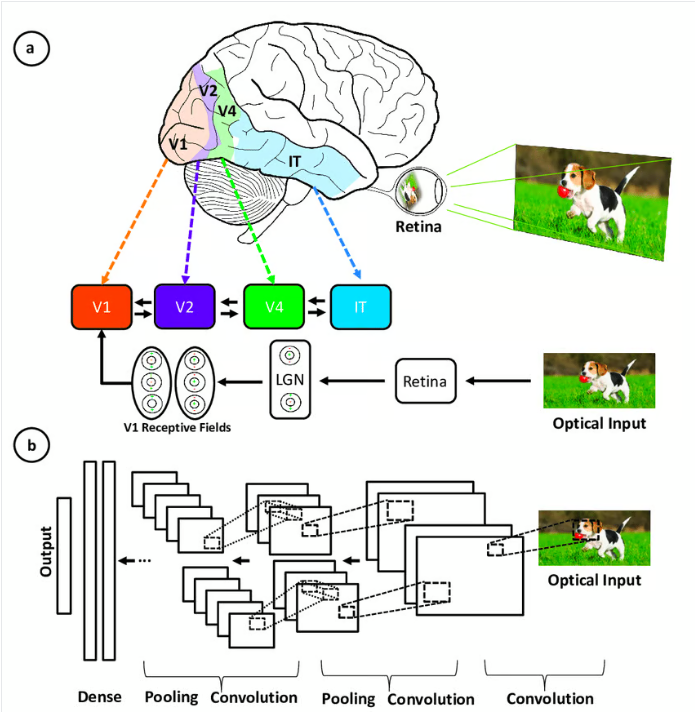 a
V2
V4
V1
IT
Retina
V1
V2
V4
IT
LGN
Retina
V1 Receptive Fields
Optical Input
b
Output
Optical Input
Dense
Pooling
Convolution
Pooling
Convolution
Convolution